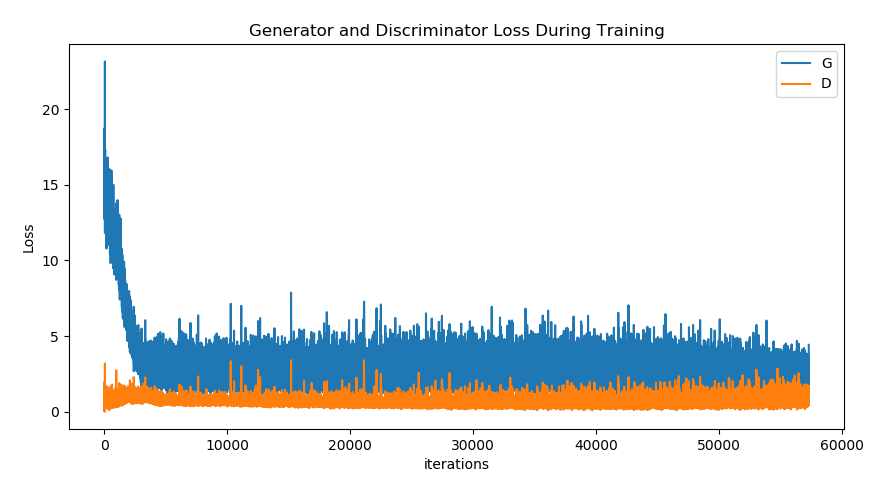 Generator and Discriminator Loss During Training
G
D
Loss
20
15
10
5
0
0 10000 20000 30000 40000 50000 60000
iterations